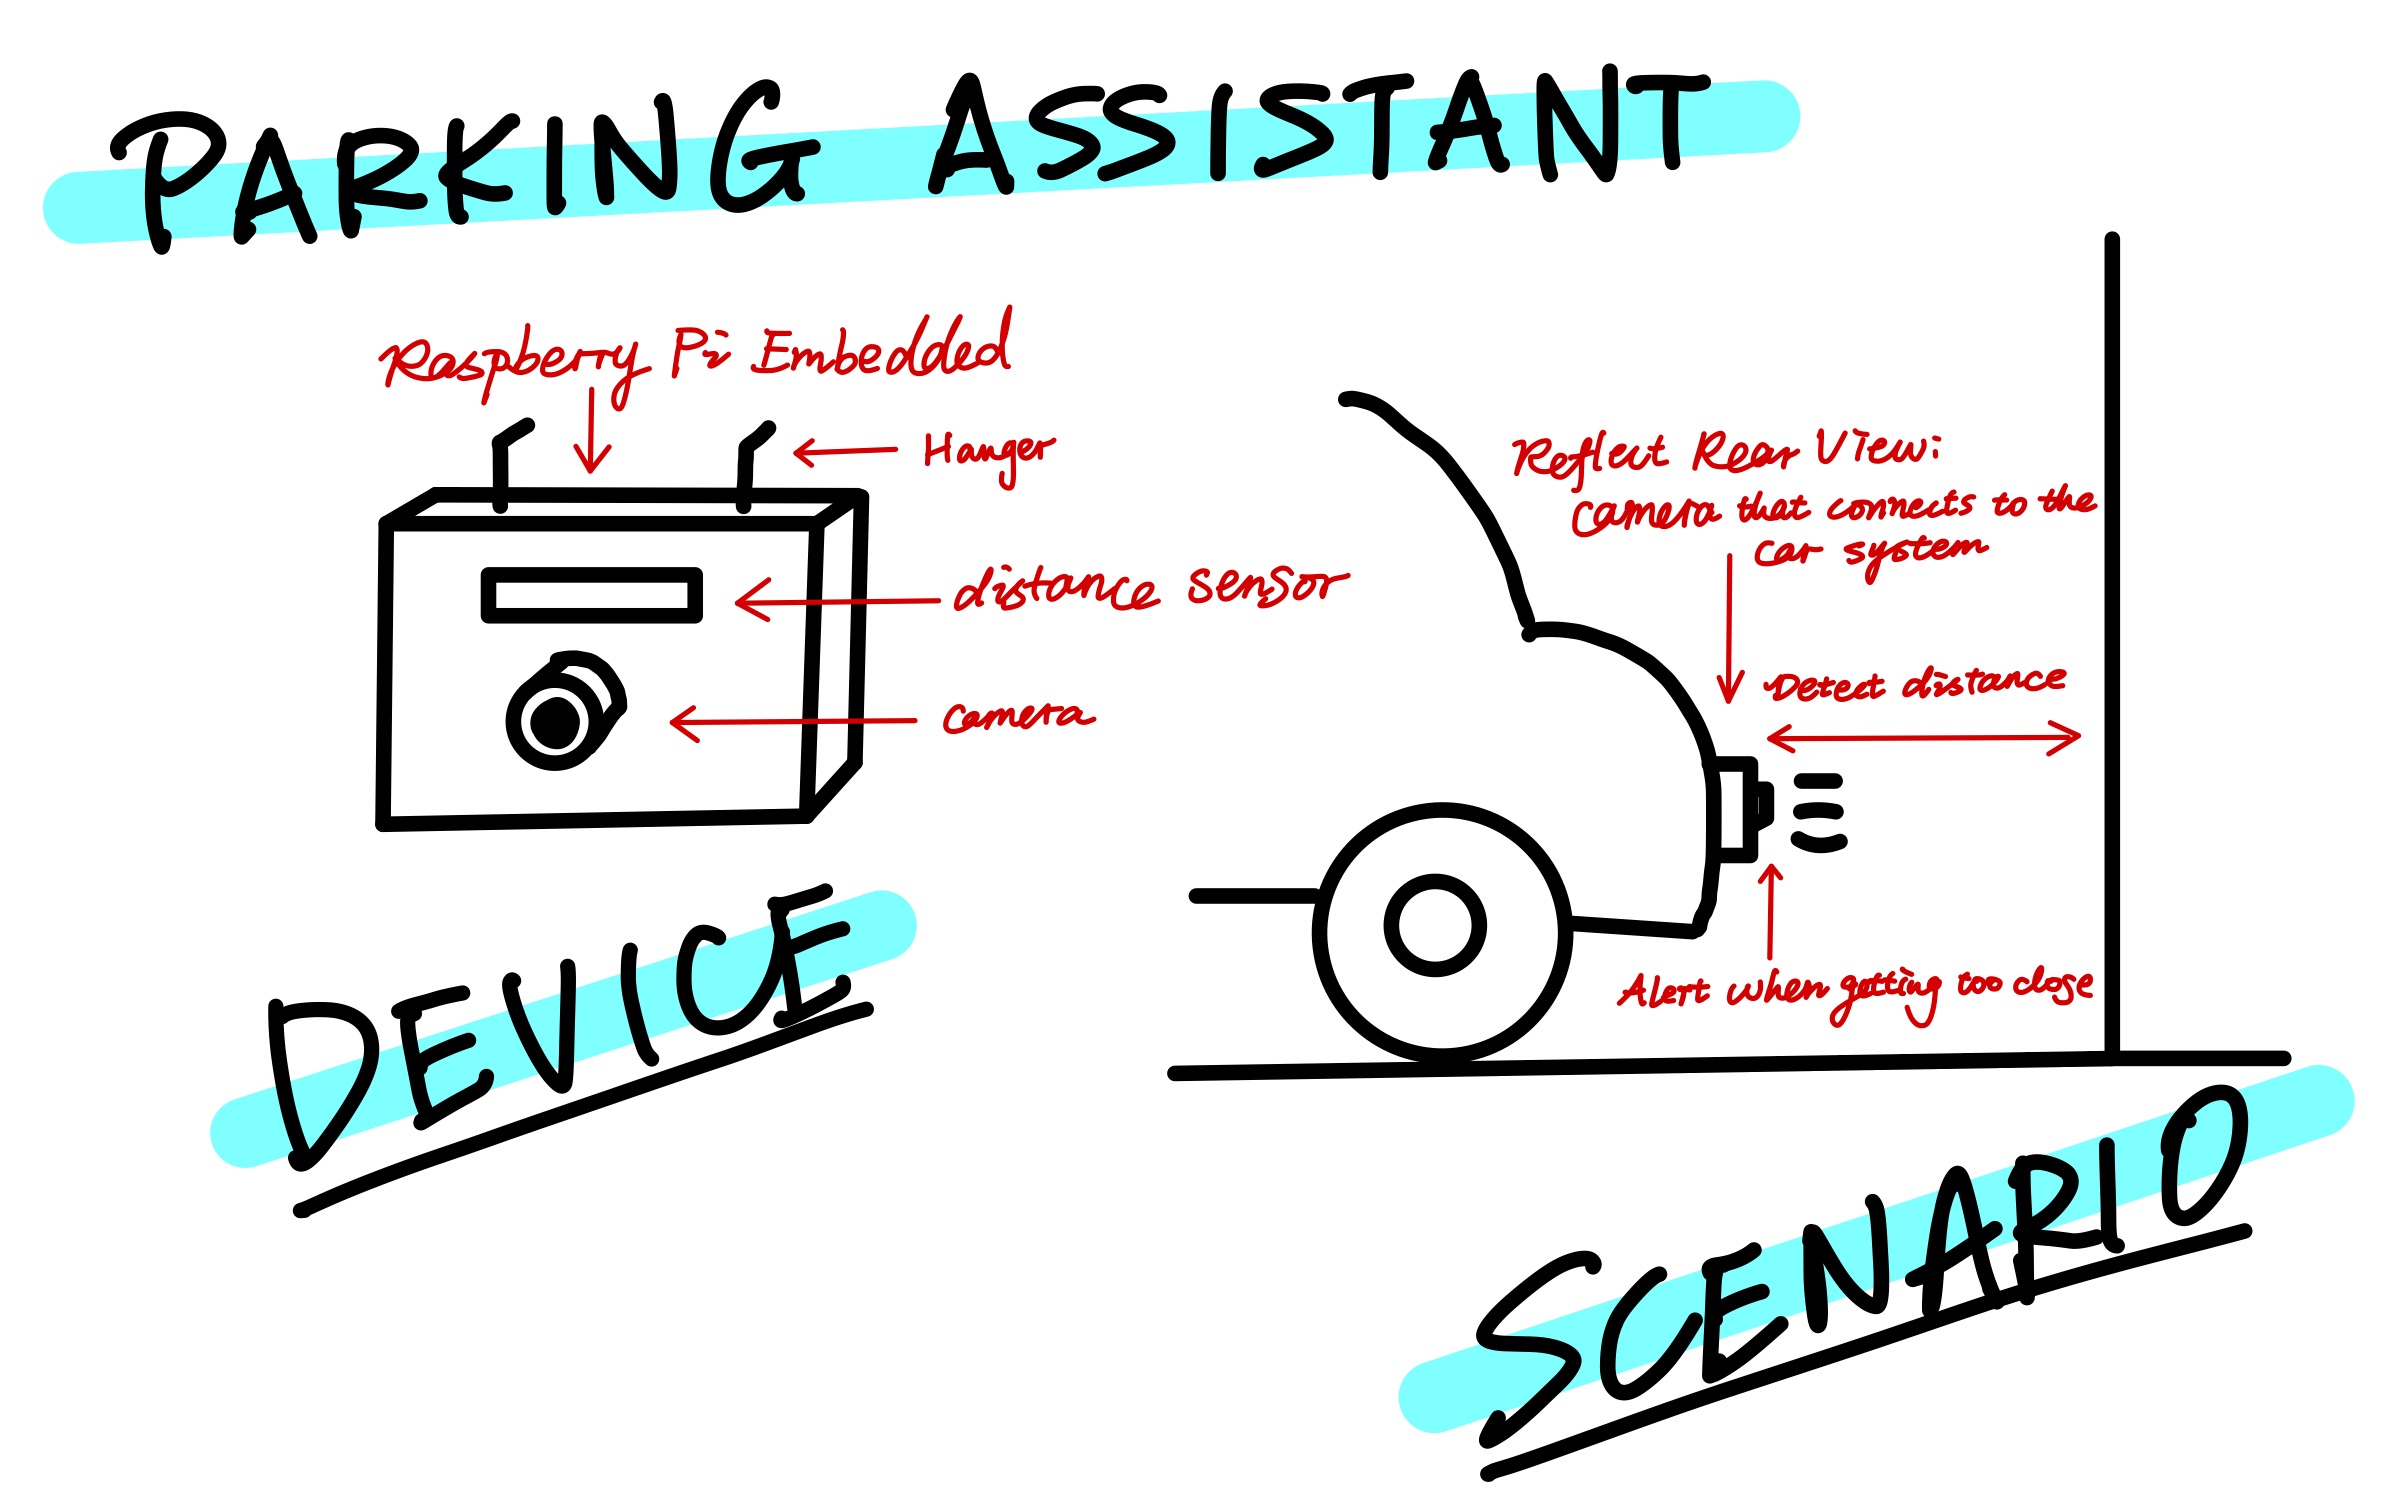 PARKING ASSISTANT
Raspberry Pi Embedded
Hanger
distance sensor
camera
DEVICE
Reflect Rear View:
camera that connects to the
car system
Detect distance
Alert when getting too close
SCENARIO